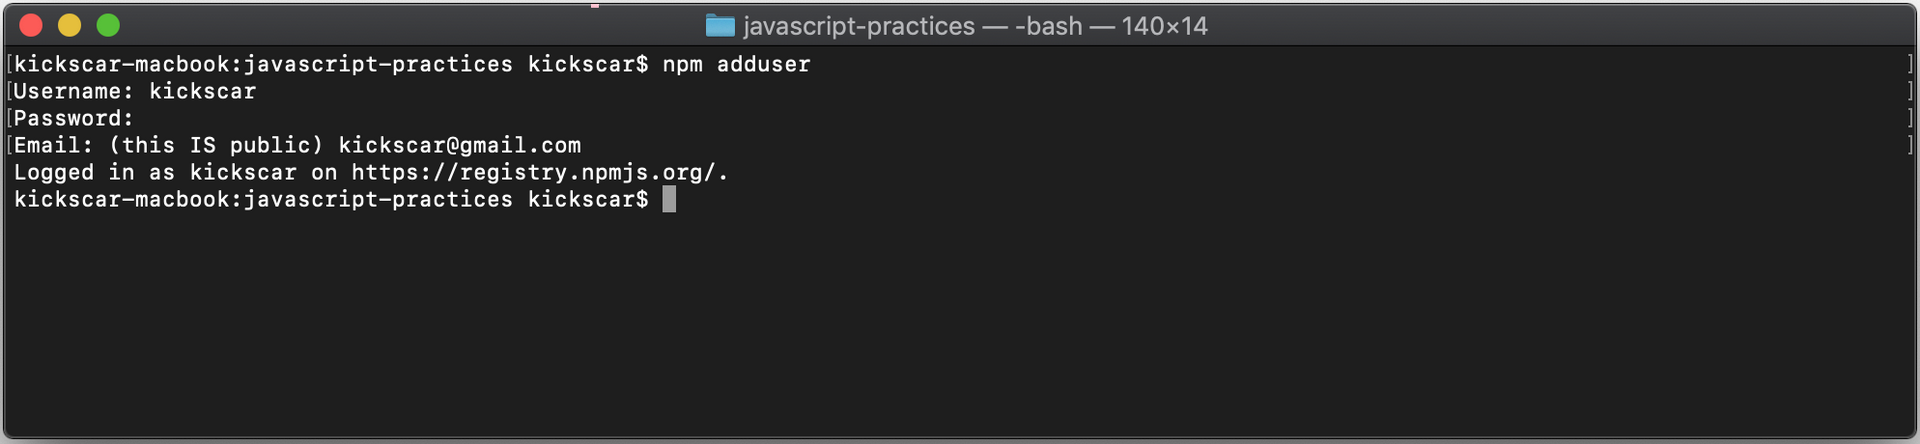 javascript-practices — -bash — 140×14
[kickscar-macbook:javascript-practices kickscar$ npm adduser ]
[Username: kickscar ]
[Password: ]
[Email: (this IS public) kickscar@gmail.com ]
Logged in as kickscar on https://registry.npmjs.org/.
kickscar-macbook:javascript-practices kickscar$